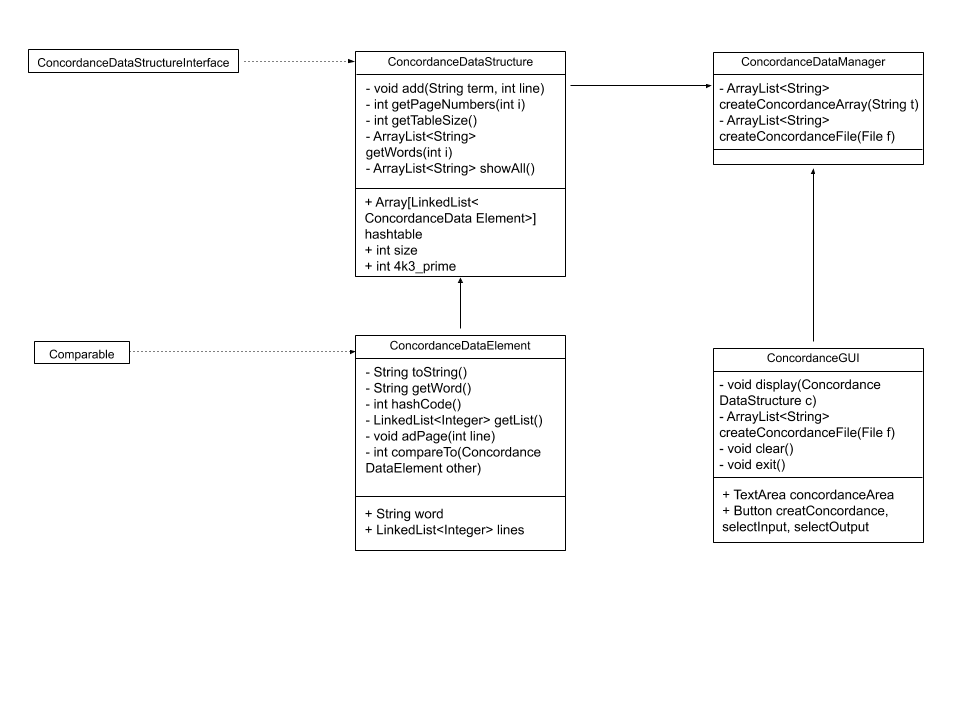 ConcordanceDataStructureInterface
ConcordanceDataStructure
- void add(String term, int line)
- int getPageNumbers(int i)
- int getTableSize()
- ArrayList<String>
getWords(int i)
- ArrayList<String> showAll()
+ Array[LinkedList<
ConcordanceData Element>]
hashtable
+ int size
+ int 4k3_prime
ConcordanceDataManager
- ArrayList<String>
createConcordanceArray(String t)
- ArrayList<String>
createConcordanceFile(File f)
Comparable
ConcordanceDataElement
- String toString()
- String getWord()
- int hashCode()
- LinkedList<Integer> getList()
- void adPage(int line)
- int compareTo(Concordance
DataElement other)
+ String word
+ LinkedList<Integer> lines
ConcordanceGUI
- void display(Concordance
DataStructure c)
- ArrayList<String>
createConcordanceFile(File f)
- void clear()
- void exit()
+ TextArea concordanceArea
+ Button creatConcordance,
selectInput, selectOutput